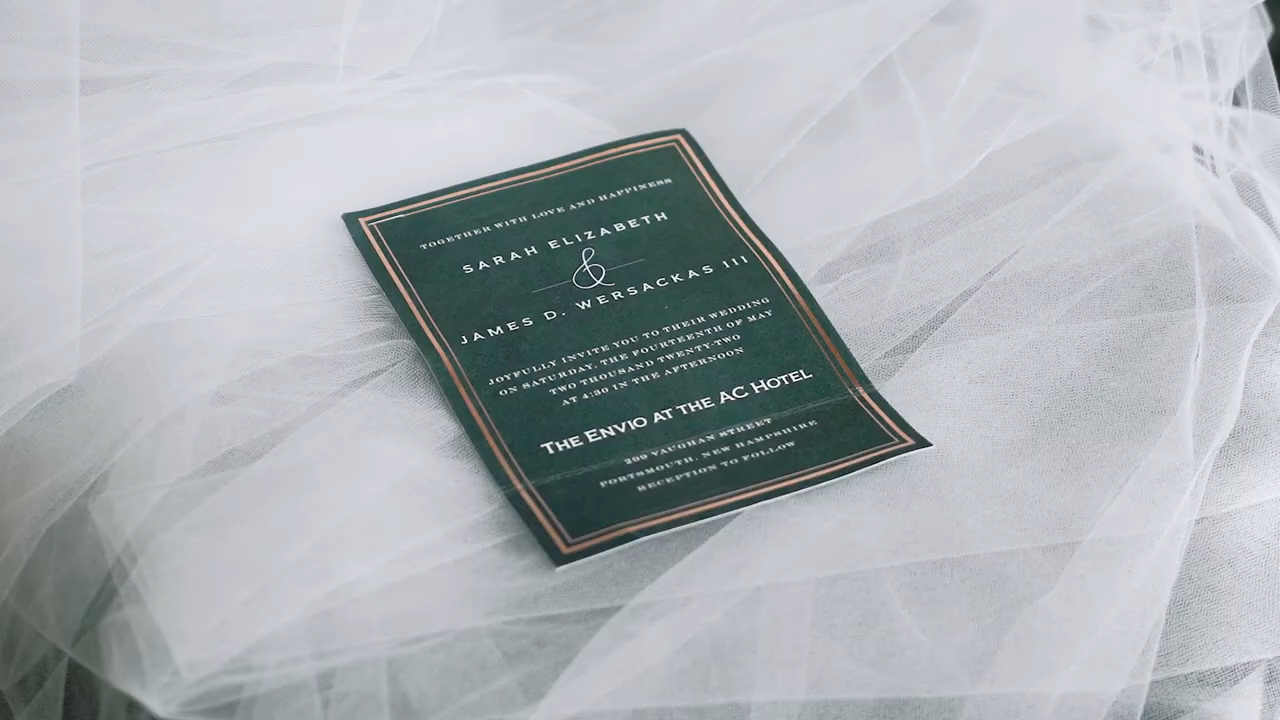 TOGETHER WITH LOVE AND HAPPINESS
SARAH ELIZABETH
&
JAMES D. WERSACKAS III
JOYFULLY INVITE YOU TO THEIR WEDDING
ON SATURDAY, THE FOURTEENTH OF MAY
TWO THOUSAND TWENTY-TWO
AT 4:30 IN THE AFTERNOON
THE ENVIO AT THE AC HOTEL
299 VAUGHAN STREET
PORTSMOUTH, NEW HAMPSHIRE
RECEPTION TO FOLLOW